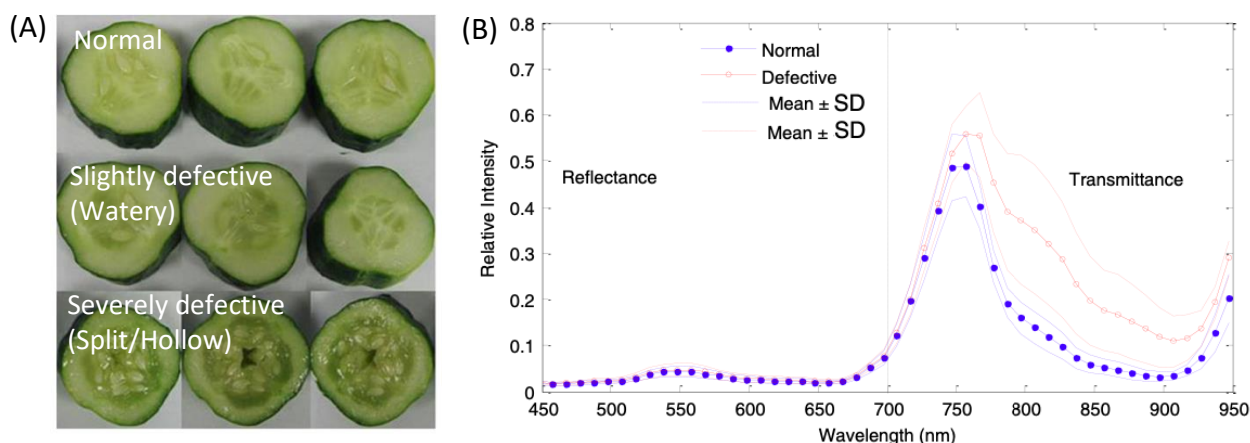 (A)
Normal
Slightly defective
(Watery)
Severely defective
(Split/Hollow)
(B)
0.8
0.7
0.6
0.5
0.4
0.3
0.2
0.1
0
Relative Intensity
Normal
Defective
Mean ± SD
Mean ± SD
Reflectance
Transmittance
450 500 550 600 650 700 750 800 850 900 950
Wavelength (nm)